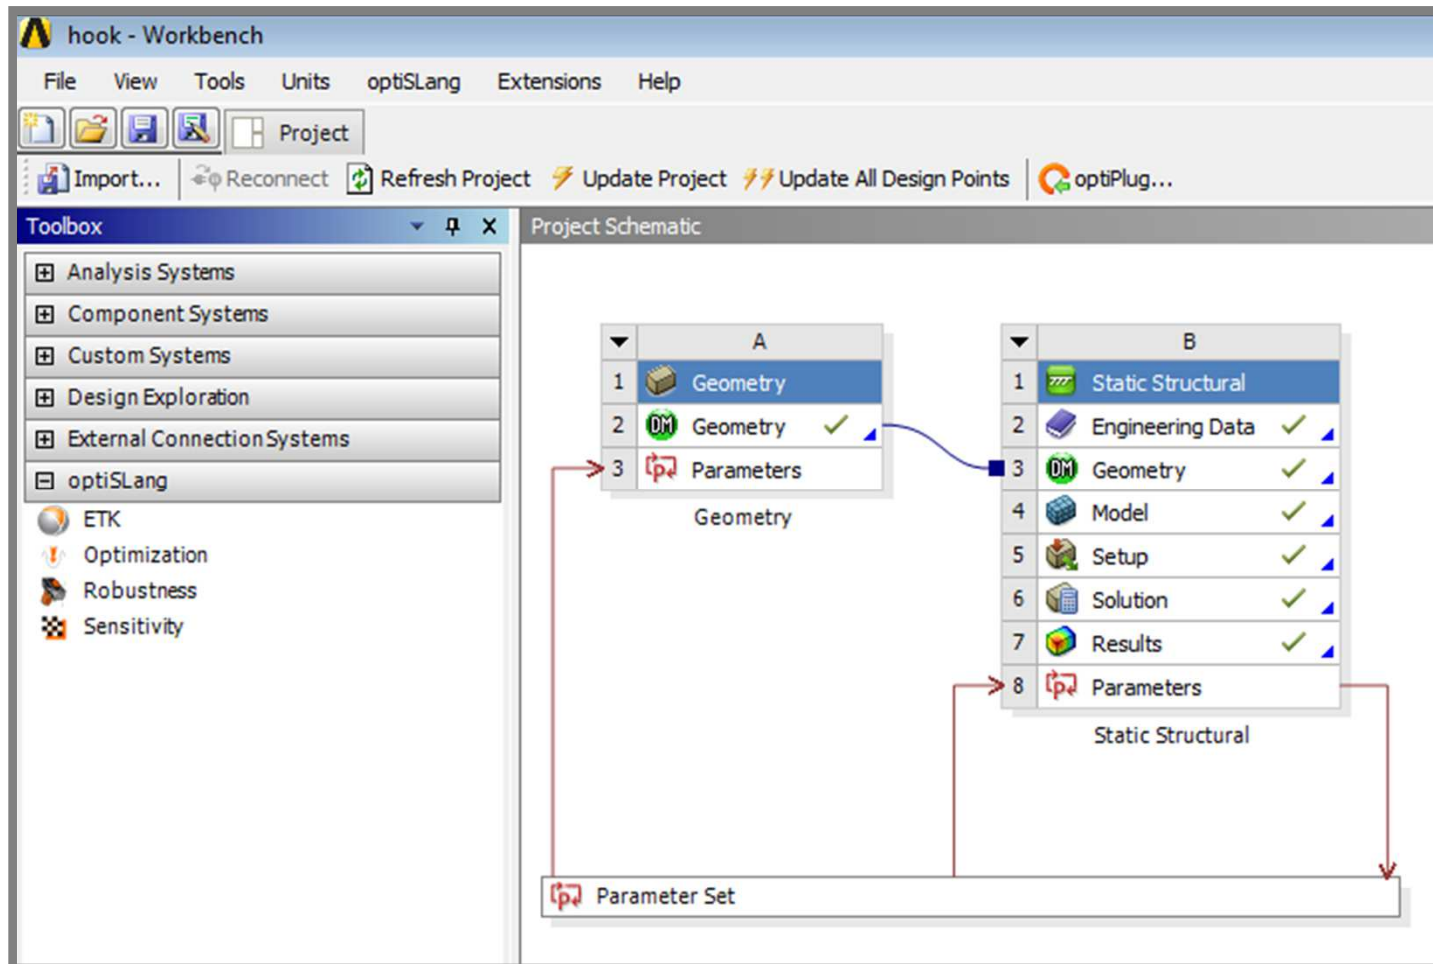 hook - Workbench
File View Tools Units optiSLang Extensions Help
Project
Import... Reconnect Refresh Project Update Project Update All Design Points optiPlug...
Toolbox
Project Schematic
Analysis Systems
Component Systems
Custom Systems
Design Exploration
External Connection Systems
optiSLang
ETK
Optimization
Robustness
Sensitivity
A
1 Geometry
2 DM Geometry
3 Parameters
Geometry
B
1 Static Structural
2 Engineering Data
3 DM Geometry
4 Model
5 Setup
6 Solution
7 Results
8 Parameters
Static Structural
Parameter Set